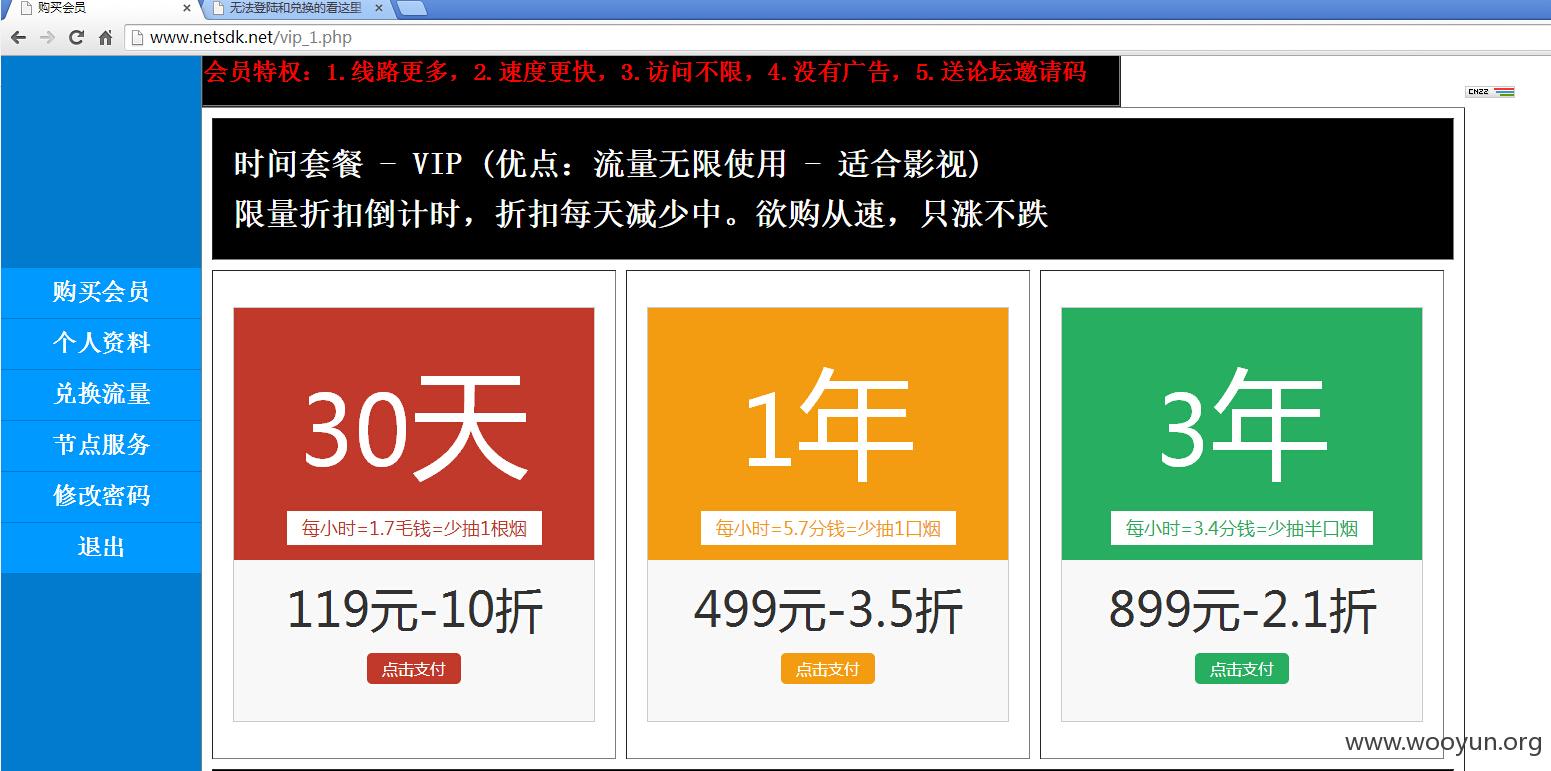 购买会员
无法登陆和兑换的看这里
www.netsdk.net/vip_1.php
会员特权：1.线路更多，2.速度更快，3.访问不限，4.没有广告，5.送论坛邀请码
CNZZ
时间套餐 - VIP (优点：流量无限使用 - 适合影视)
限量折扣倒计时，折扣每天减少中。欲购从速，只涨不跌
购买会员
个人资料
兑换流量
节点服务
修改密码
退出
30天
每小时=1.7毛钱=少抽1根烟
119元-10折
点击支付
1年
每小时=5.7分钱=少抽1口烟
499元-3.5折
点击支付
3年
每小时=3.4分钱=少抽半口烟
899元-2.1折
点击支付
www.wooyun.org